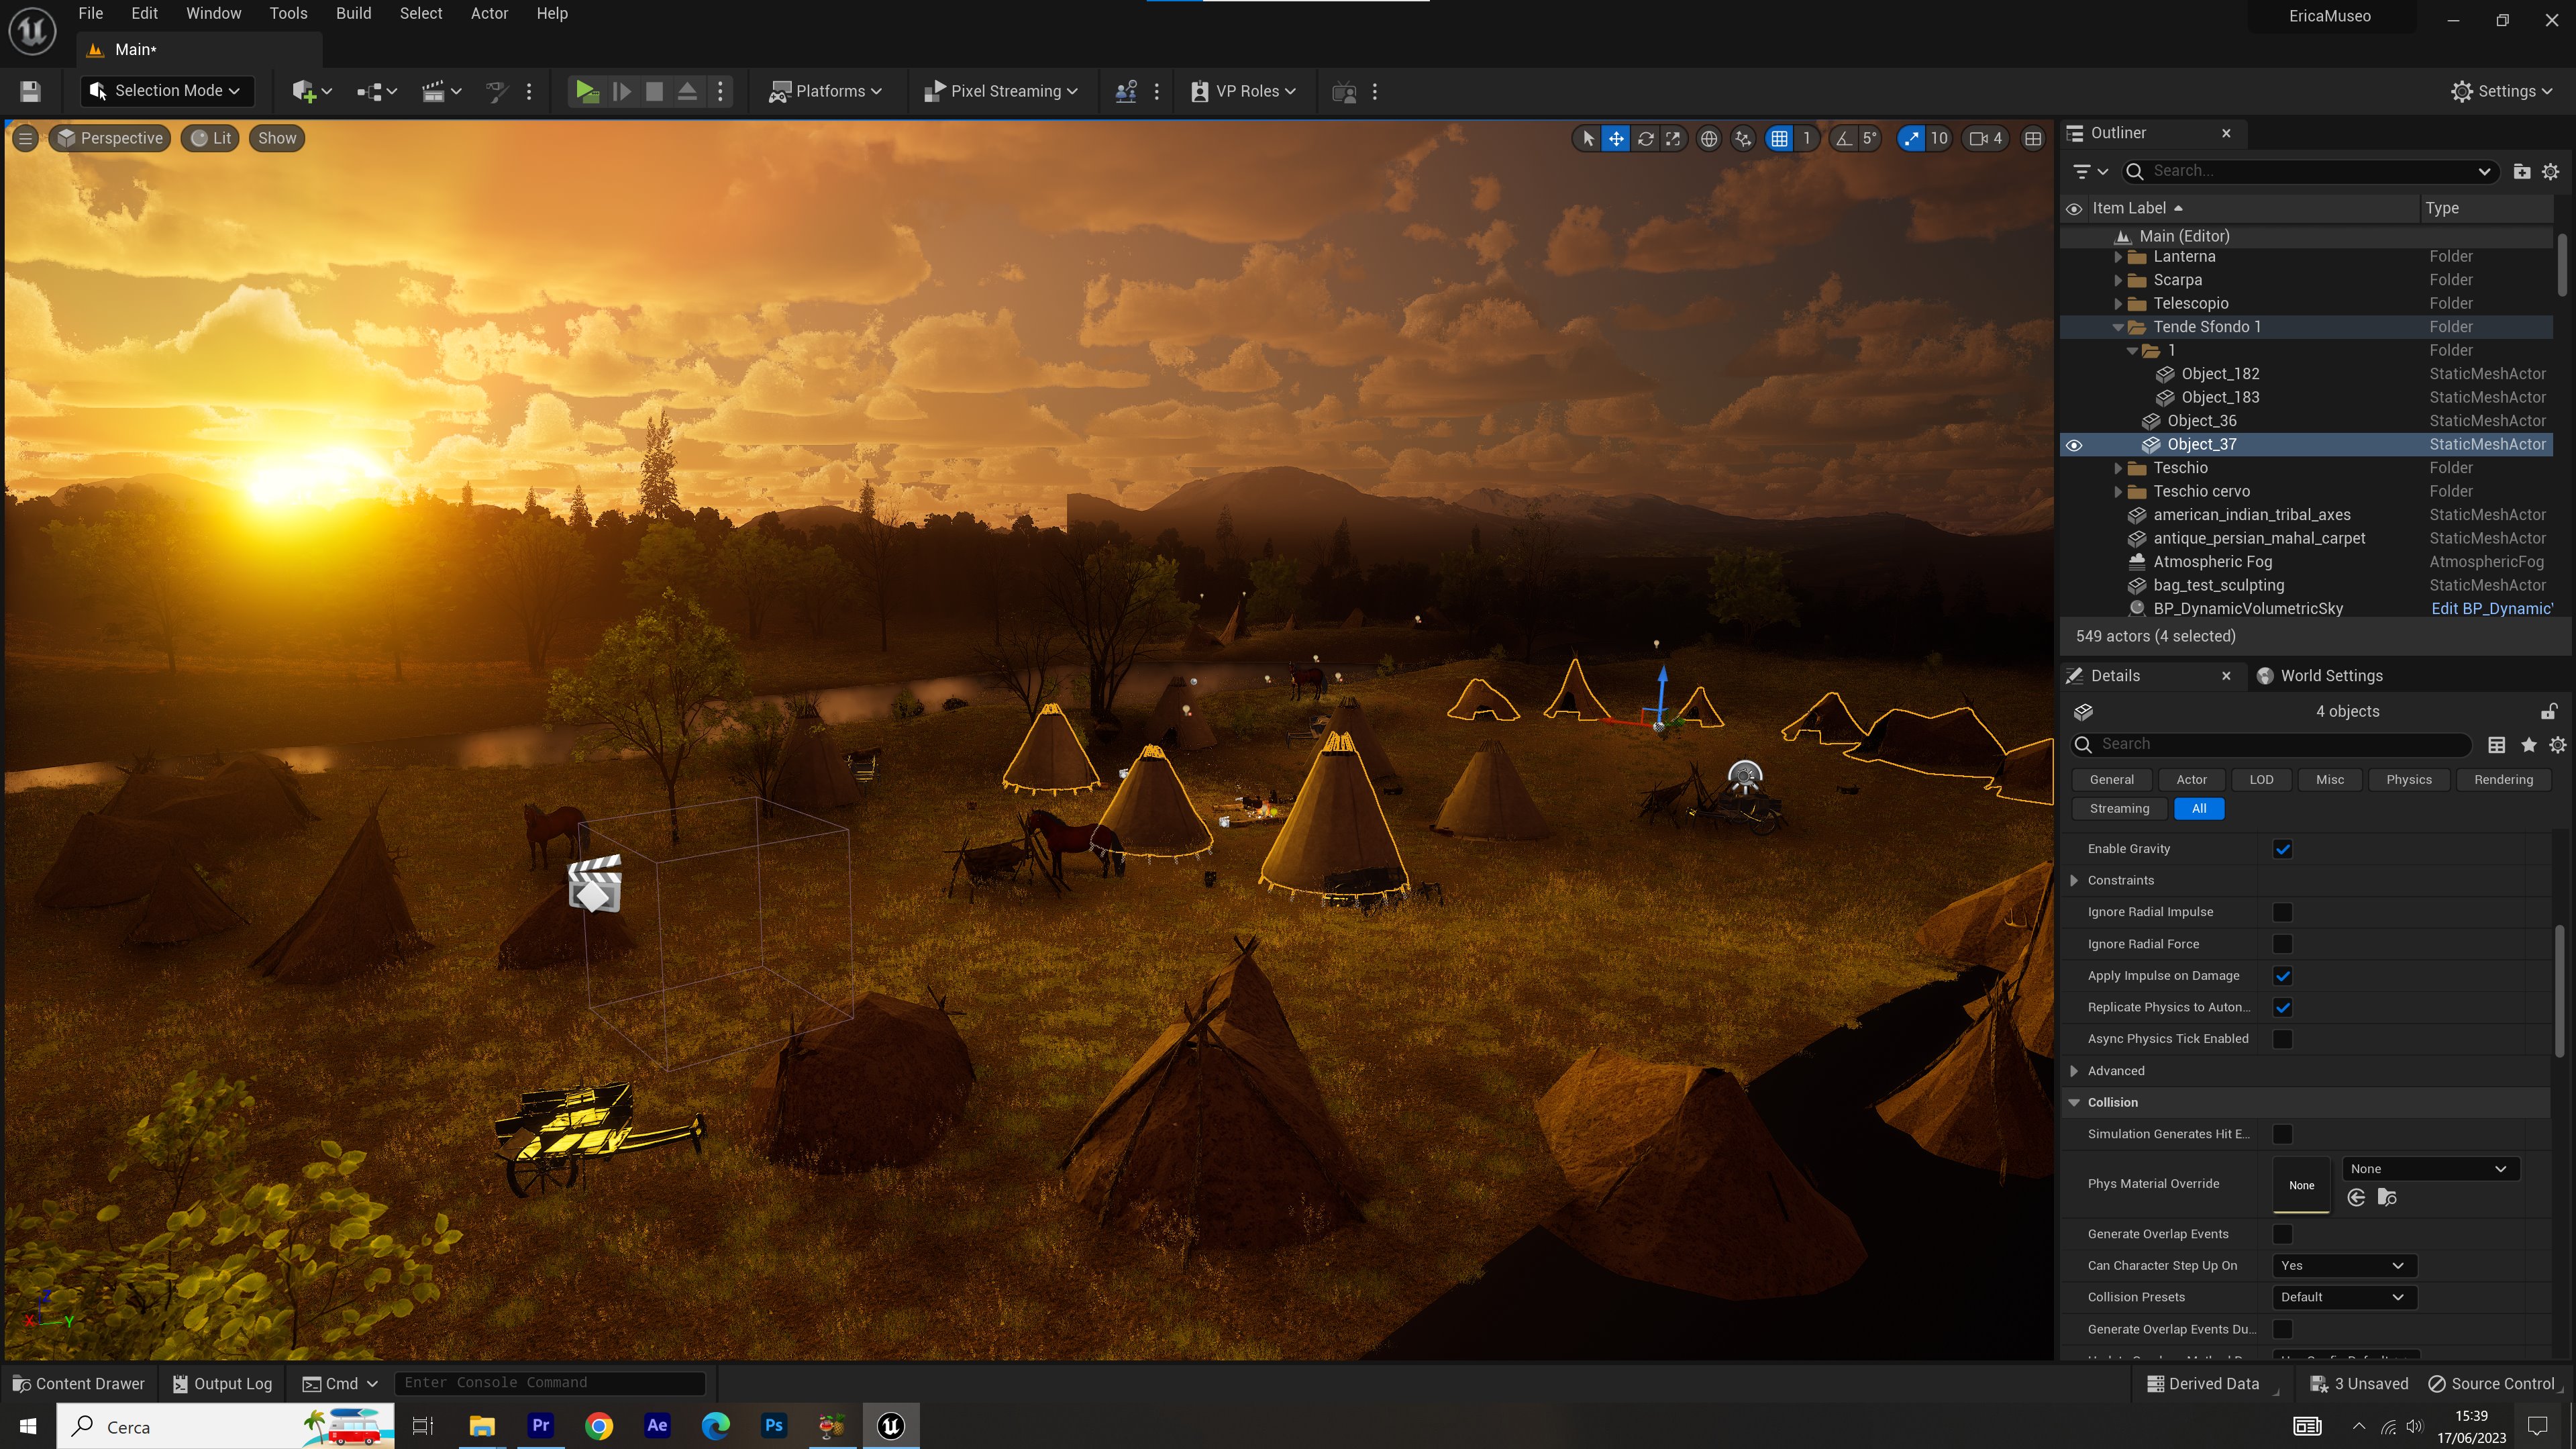 File Edit Window Tools Build Select Actor Help
EricaMuseo
Main*
Selection Mode
Platforms
Pixel Streaming
VP Roles
Settings
Perspective Lit Show
1 5° 10 4
Outliner
Search...
Item Label Type
Main (Editor)
Lanterna Folder
Scarpa Folder
Telescopio Folder
Tende Sfondo 1 Folder
1 Folder
Object_182 StaticMeshActor
Object_183 StaticMeshActor
Object_36 StaticMeshActor
Object_37 StaticMeshActor
Teschio Folder
Teschio cervo Folder
american_indian_tribal_axes StaticMeshActor
antique_persian_mahal_carpet StaticMeshActor
Atmospheric Fog AtmosphericFog
bag_test_sculpting StaticMeshActor
BP_DynamicVolumetricSky Edit BP_Dynamic
549 actors (4 selected)
Details World Settings
4 objects
Search
General Actor LOD Misc Physics Rendering
Streaming All
Enable Gravity
Constraints
Ignore Radial Impulse
Ignore Radial Force
Apply Impulse on Damage
Replicate Physics to Auton...
Async Physics Tick Enabled
Advanced
Collision
Simulation Generates Hit E...
None
Phys Material Override None
Generate Overlap Events
Can Character Step Up On Yes
Collision Presets Default
Generate Overlap Events Du...
Z
X Y
Content Drawer Output Log Cmd Enter Console Command
Derived Data 3 Unsaved Source Control
Cerca
Pr Ae Ps
15:39
17/06/2023